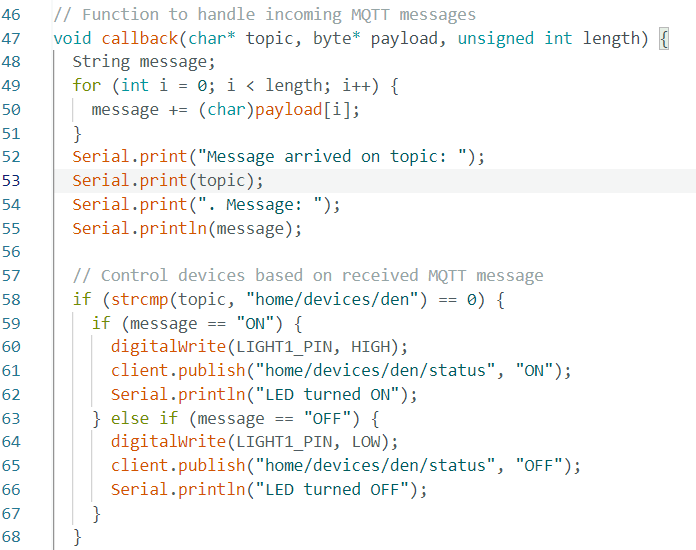 46 // Function to handle incoming MQTT messages
47 void callback(char* topic, byte* payload, unsigned int length) {
48   String message;
49   for (int i = 0; i < length; i++) {
50     message += (char)payload[i];
51   }
52   Serial.print("Message arrived on topic: ");
53   Serial.print(topic);
54   Serial.print(". Message: ");
55   Serial.println(message);
56
57   // Control devices based on received MQTT message
58   if (strcmp(topic, "home/devices/den") == 0) {
59     if (message == "ON") {
60       digitalWrite(LIGHT1_PIN, HIGH);
61       client.publish("home/devices/den/status", "ON");
62       Serial.println("LED turned ON");
63     } else if (message == "OFF") {
64       digitalWrite(LIGHT1_PIN, LOW);
65       client.publish("home/devices/den/status", "OFF");
66       Serial.println("LED turned OFF");
67     }
68   }